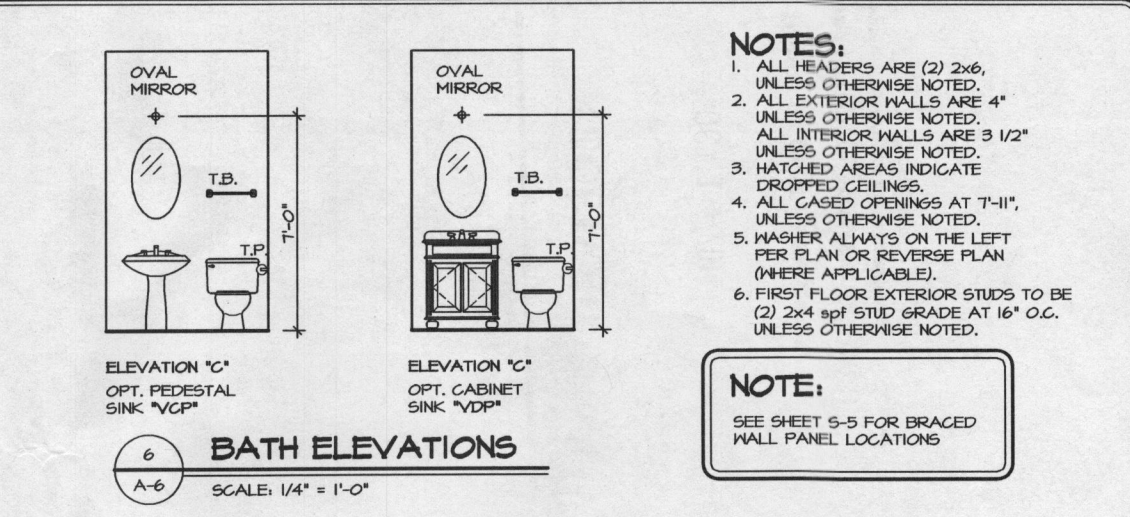 OVAL
MIRROR
T.B.
T.P.
7'-0"
ELEVATION "C"
OPT. PEDESTAL
SINK "VCP"
OVAL
MIRROR
T.B.
T.P.
7'-0"
ELEVATION "C"
OPT. CABINET
SINK "VDP"
6
A-6
BATH ELEVATIONS
SCALE: 1/4" = 1'-0"
NOTES:
1. ALL HEADERS ARE (2) 2x6,
UNLESS OTHERWISE NOTED.
2. ALL EXTERIOR WALLS ARE 4"
UNLESS OTHERWISE NOTED.
ALL INTERIOR WALLS ARE 3 1/2"
UNLESS OTHERWISE NOTED.
3. HATCHED AREAS INDICATE
DROPPED CEILINGS.
4. ALL CASED OPENINGS AT 7'-11",
UNLESS OTHERWISE NOTED.
5. WASHER ALWAYS ON THE LEFT
PER PLAN OR REVERSE PLAN
(WHERE APPLICABLE).
6. FIRST FLOOR EXTERIOR STUDS TO BE
(2) 2x4 spf STUD GRADE AT 16" O.C.
UNLESS OTHERWISE NOTED.
NOTE:
SEE SHEET S-5 FOR BRACED
WALL PANEL LOCATIONS